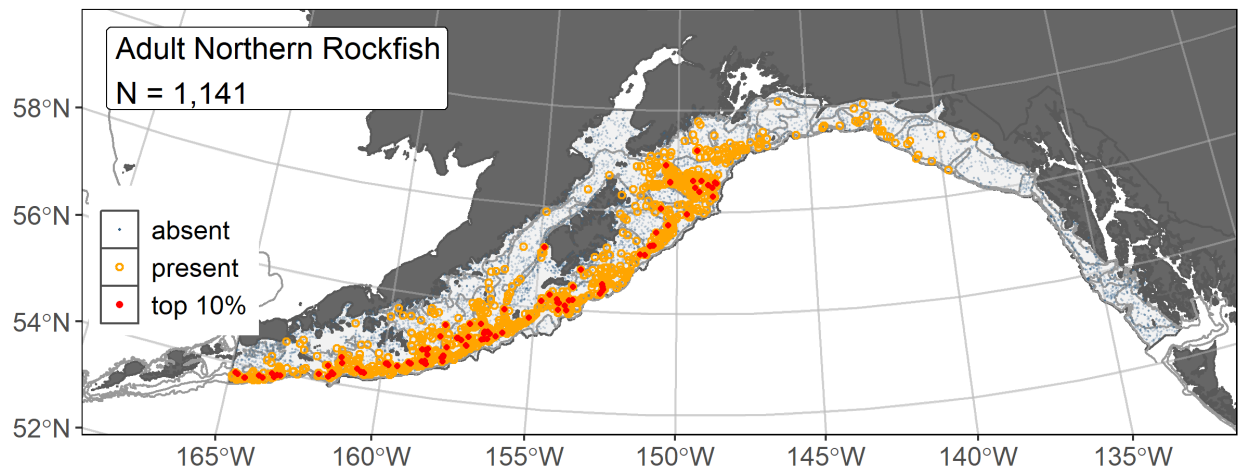 Adult Northern Rockfish
N = 1,141
58°N
56°N
54°N
52°N
absent
present
top 10%
165°W 160°W 155°W 150°W 145°W 140°W 135°W